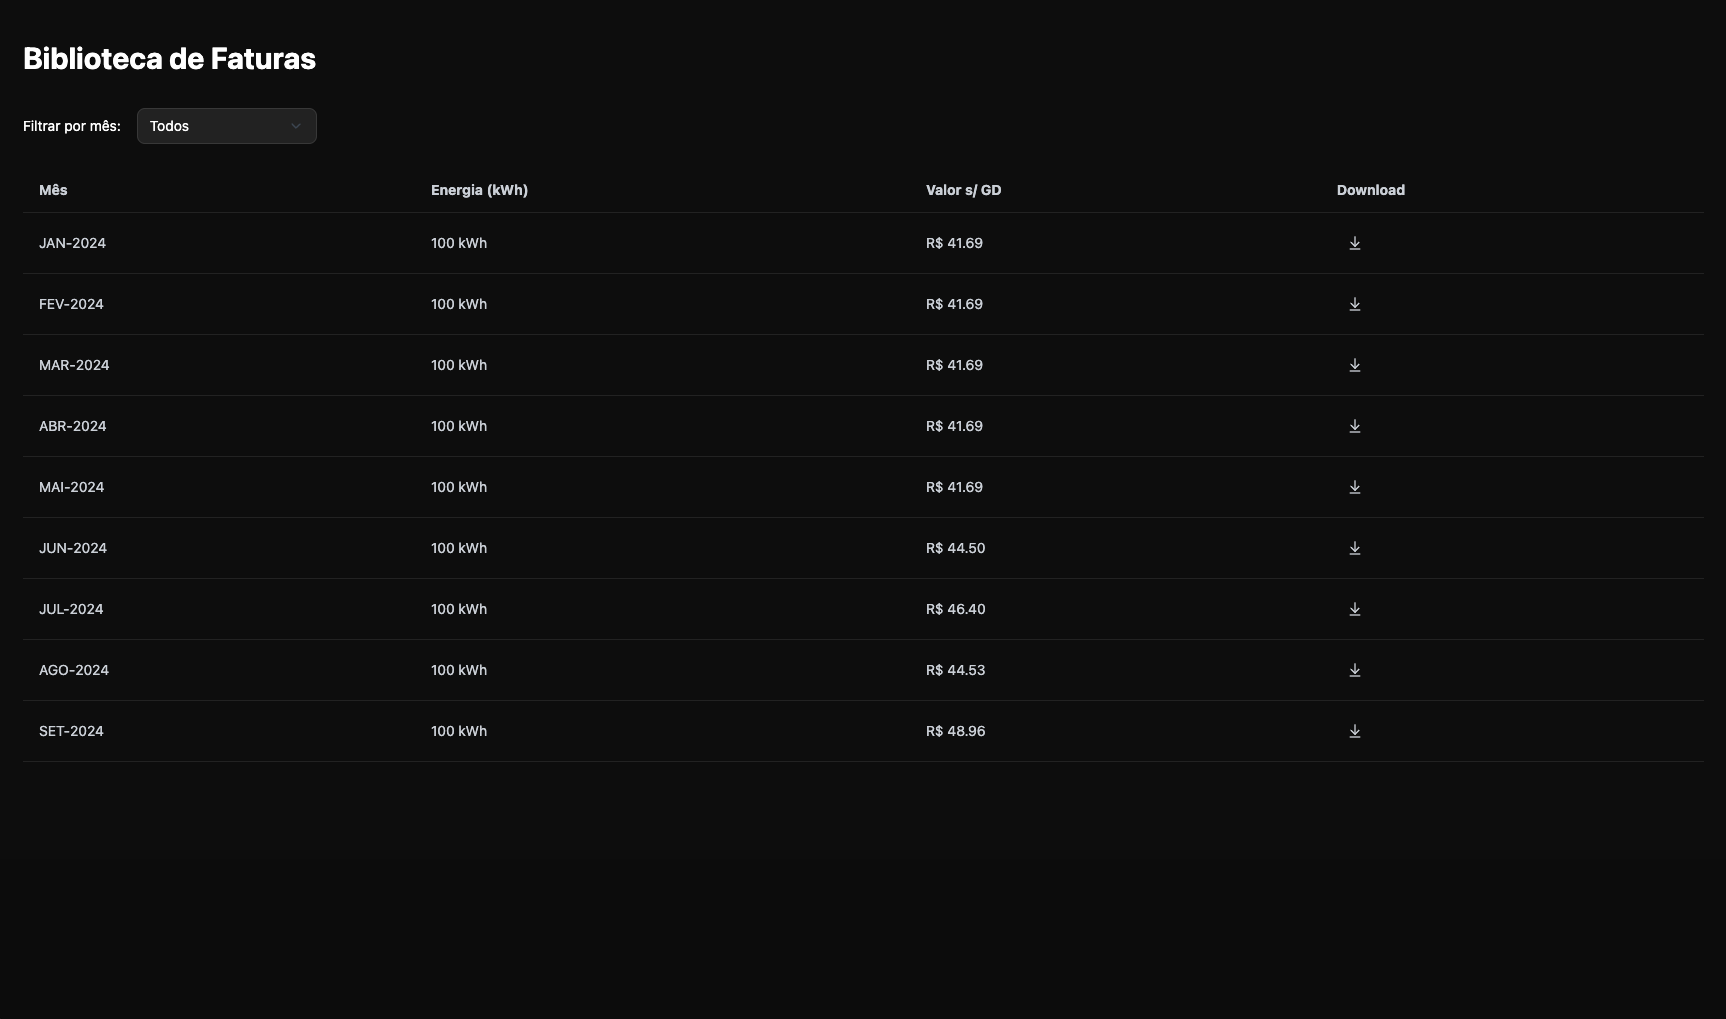 Biblioteca de Faturas
Filtrar por mês: Todos
Mês Energia (kWh) Valor s/ GD Download
JAN-2024 100 kWh R$ 41.69
FEV-2024 100 kWh R$ 41.69
MAR-2024 100 kWh R$ 41.69
ABR-2024 100 kWh R$ 41.69
MAI-2024 100 kWh R$ 41.69
JUN-2024 100 kWh R$ 44.50
JUL-2024 100 kWh R$ 46.40
AGO-2024 100 kWh R$ 44.53
SET-2024 100 kWh R$ 48.96